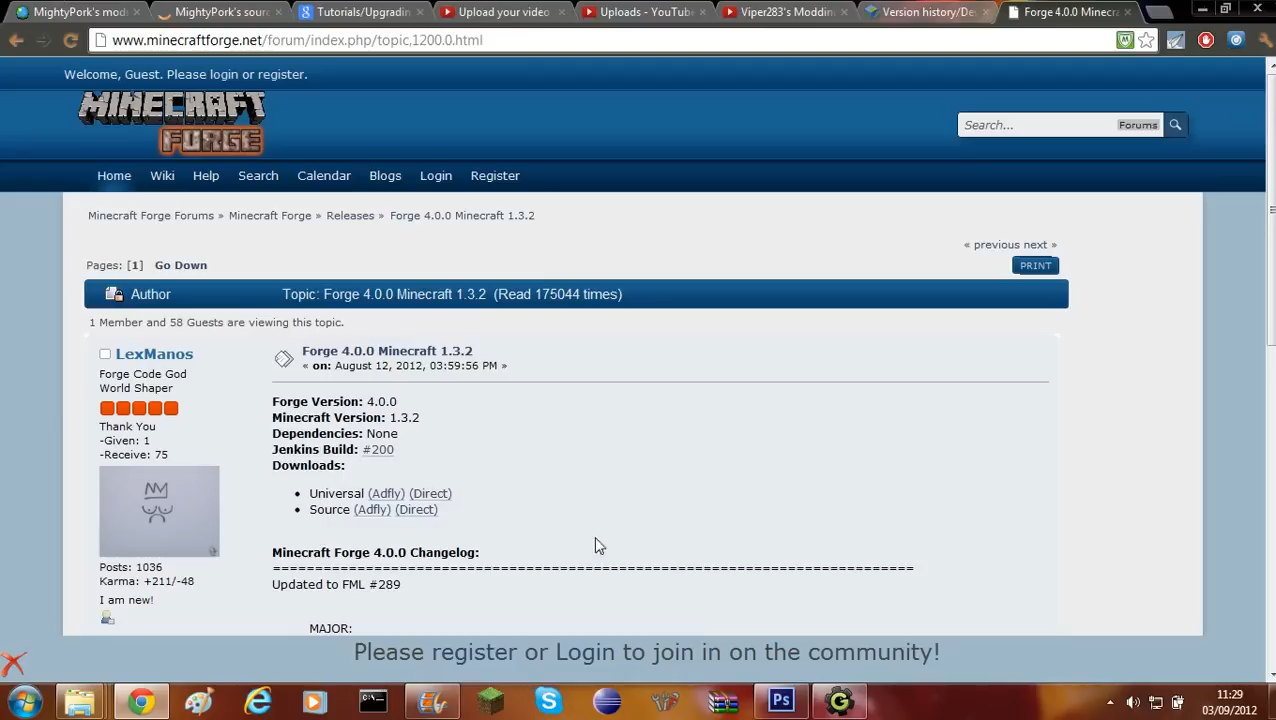 MightyPork's mod
MightyPork's sour
Tutorials/Upgradin
Upload your video
Uploads - YouTube
Viper283's Moddin
Version history/De
Forge 4.0.0 Minecra
www.minecraftforge.net/forum/index.php/topic,1200.0.html
Welcome, Guest. Please login or register.
MINECRAFT
FORGE
Search...
Forums
Home Wiki Help Search Calendar Blogs Login Register
Minecraft Forge Forums » Minecraft Forge » Releases » Forge 4.0.0 Minecraft 1.3.2
« previous next »
Pages: [1] Go Down
PRINT
Author Topic: Forge 4.0.0 Minecraft 1.3.2 (Read 175044 times)
1 Member and 58 Guests are viewing this topic.
LexManos
Forge Code God
World Shaper
Thank You
-Given: 1
-Receive: 75
Posts: 1036
Karma: +211/-48
I am new!
Forge 4.0.0 Minecraft 1.3.2
« on: August 12, 2012, 03:59:56 PM »
Forge Version: 4.0.0
Minecraft Version: 1.3.2
Dependencies: None
Jenkins Build: #200
Downloads:
• Universal (Adfly) (Direct)
• Source (Adfly) (Direct)
Minecraft Forge 4.0.0 Changelog:
============================================================================
Updated to FML #289
MAJOR:
Please register or Login to join in on the community!
Ps
11:29
03/09/2012